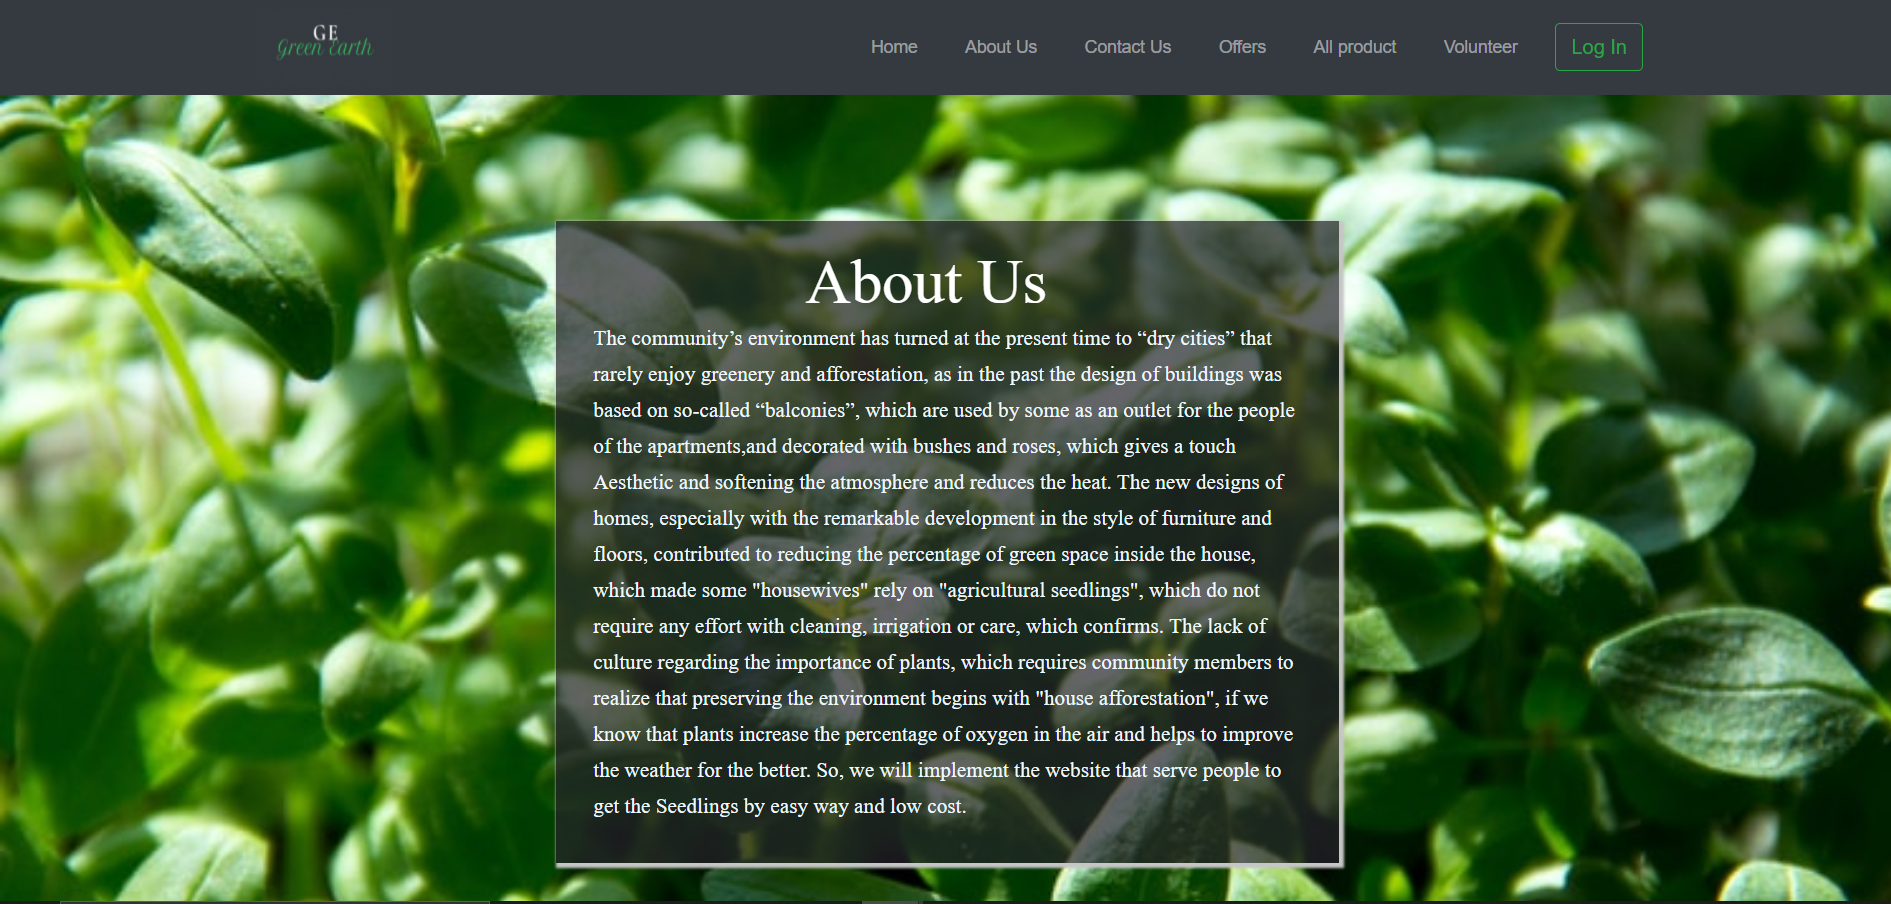 GE
Green Earth
Home About Us Contact Us Offers All product Volunteer Log In
About Us
The community’s environment has turned at the present time to “dry cities” that
rarely enjoy greenery and afforestation, as in the past the design of buildings was
based on so-called “balconies”, which are used by some as an outlet for the people
of the apartments,and decorated with bushes and roses, which gives a touch
Aesthetic and softening the atmosphere and reduces the heat. The new designs of
homes, especially with the remarkable development in the style of furniture and
floors, contributed to reducing the percentage of green space inside the house,
which made some "housewives" rely on "agricultural seedlings", which do not
require any effort with cleaning, irrigation or care, which confirms. The lack of
culture regarding the importance of plants, which requires community members to
realize that preserving the environment begins with "house afforestation", if we
know that plants increase the percentage of oxygen in the air and helps to improve
the weather for the better. So, we will implement the website that serve people to
get the Seedlings by easy way and low cost.